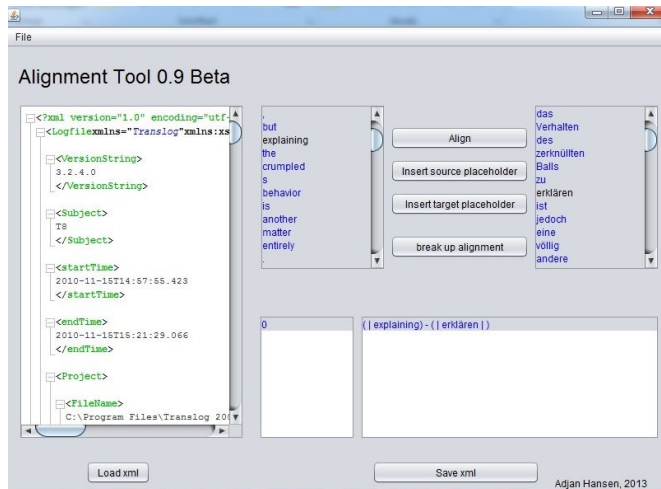 File
Alignment Tool 0.9 Beta
<?xml version="1.0" encoding="utf-
<Logfilexmlns="Translog"xmlns:xs
<VersionString>
3.2.4.0
</VersionString>
<Subject>
T8
</Subject>
<startTime>
2010-11-15T14:57:55.423
</startTime>
<endTime>
2010-11-15T15:21:29.066
</endTime>
<Project>
<FileName>
C:\Program Files\Translog 200
,
but
explaining
the
crumpled
s
behavior
is
another
matter
entirely
.
Align
Insert source placeholder
Insert target placeholder
break up alignment
das
Verhalten
des
zerknüllten
Balls
zu
erklären
ist
jedoch
eine
völlig
andere
0
( | explaining) - ( | erklären | )
Load xml
Save xml
Adjan Hansen, 2013